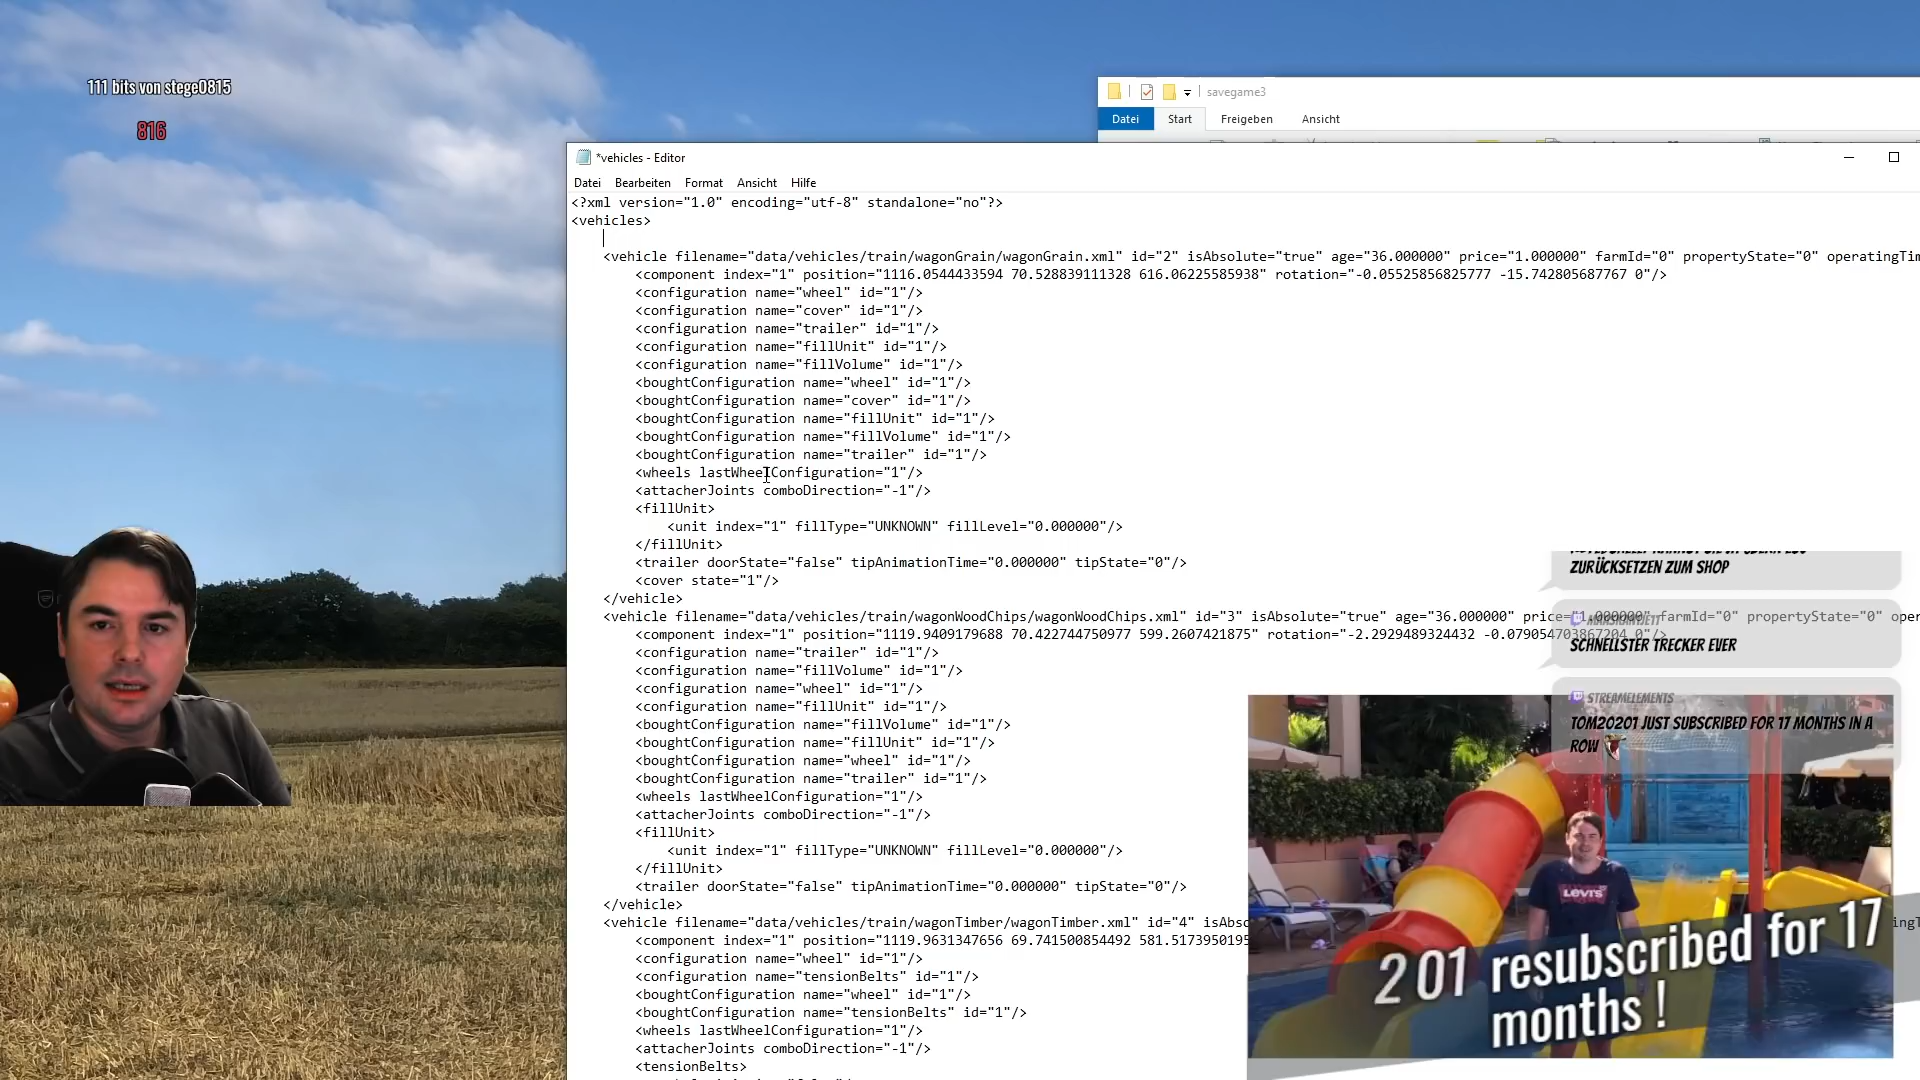 111 bits von stege0815
816
savegame3
Datei Start Freigeben Ansicht
*vehicles - Editor
Datei Bearbeiten Format Ansicht Hilfe
<?xml version="1.0" encoding="utf-8" standalone="no"?>
<vehicles>
<vehicle filename="data/vehicles/train/wagonGrain/wagonGrain.xml" id="2" isAbsolute="true" age="36.000000" price="1.000000" farmId="0" propertyState="0" operatingTim
<component index="1" position="1116.0544433594 70.528839111328 616.06225585938" rotation="-0.05525856825777 -15.742805687767 0"/>
<configuration name="wheel" id="1"/>
<configuration name="cover" id="1"/>
<configuration name="trailer" id="1"/>
<configuration name="fillUnit" id="1"/>
<configuration name="fillVolume" id="1"/>
<boughtConfiguration name="wheel" id="1"/>
<boughtConfiguration name="cover" id="1"/>
<boughtConfiguration name="fillUnit" id="1"/>
<boughtConfiguration name="fillVolume" id="1"/>
<boughtConfiguration name="trailer" id="1"/>
<wheels lastWheelConfiguration="1"/>
<attacherJoints comboDirection="-1"/>
<fillUnit>
<unit index="1" fillType="UNKNOWN" fillLevel="0.000000"/>
</fillUnit>
<trailer doorState="false" tipAnimationTime="0.000000" tipState="0"/>
<cover state="1"/>
</vehicle>
<vehicle filename="data/vehicles/train/wagonWoodChips/wagonWoodChips.xml" id="3" isAbsolute="true" age="36.000000" price="1.000000" farmId="0" propertyState="0" oper
<component index="1" position="1119.9409179688 70.422744750977 599.2607421875" rotation="-2.2929489324432 -0.079054703867204 0"/>
<configuration name="trailer" id="1"/>
<configuration name="fillVolume" id="1"/>
<configuration name="wheel" id="1"/>
<configuration name="fillUnit" id="1"/>
<boughtConfiguration name="fillVolume" id="1"/>
<boughtConfiguration name="fillUnit" id="1"/>
<boughtConfiguration name="wheel" id="1"/>
<boughtConfiguration name="trailer" id="1"/>
<wheels lastWheelConfiguration="1"/>
<attacherJoints comboDirection="-1"/>
<fillUnit>
<unit index="1" fillType="UNKNOWN" fillLevel="0.000000"/>
</fillUnit>
<trailer doorState="false" tipAnimationTime="0.000000" tipState="0"/>
</vehicle>
<vehicle filename="data/vehicles/train/wagonTimber/wagonTimber.xml" id="4" isAbso
<component index="1" position="1119.9631347656 69.741500854492 581.5173950195
<configuration name="wheel" id="1"/>
<configuration name="tensionBelts" id="1"/>
<boughtConfiguration name="wheel" id="1"/>
<boughtConfiguration name="tensionBelts" id="1"/>
<wheels lastWheelConfiguration="1"/>
<attacherJoints comboDirection="-1"/>
<tensionBelts>
ZURÜCKSETZEN ZUM SHOP
SCHNELLSTER TRECKER EVER
STREAMELEMENTS
TOM20201 JUST SUBSCRIBED FOR 17 MONTHS IN A
ROW
LEVI'S
201 resubscribed for 17
months !